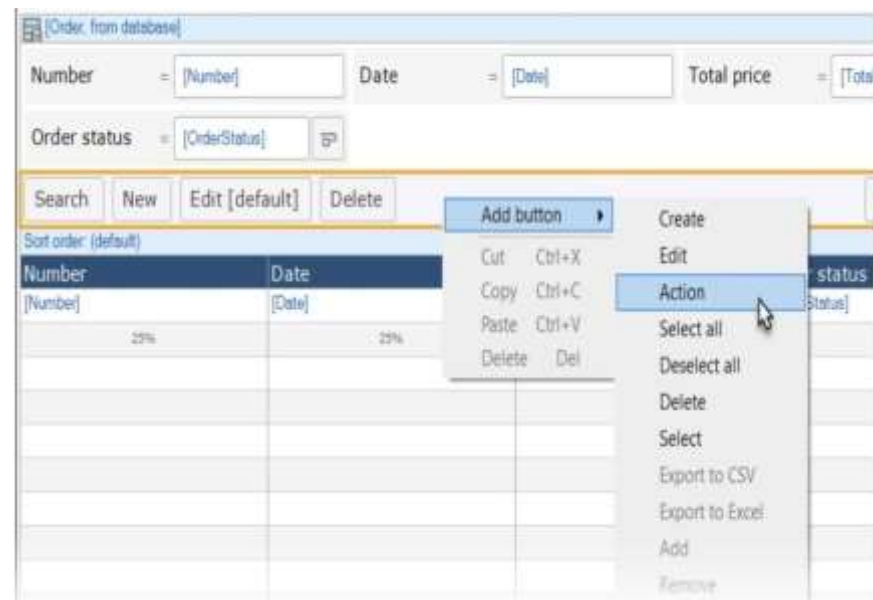 [Order, from database]
Number = [Number] Date = [Date] Total price = [Total
Order status = [OrderStatus]
Search New Edit [default] Delete
Add button
Cut Ctrl+X
Copy Ctrl+C
Paste Ctrl+V
Delete Del
Create
Edit
Action
Select all
Deselect all
Delete
Select
Export to CSV
Export to Excel
Add
Remove
Sort order: (default)
Number Date status
[Number] [Date] Status]
25% 25%